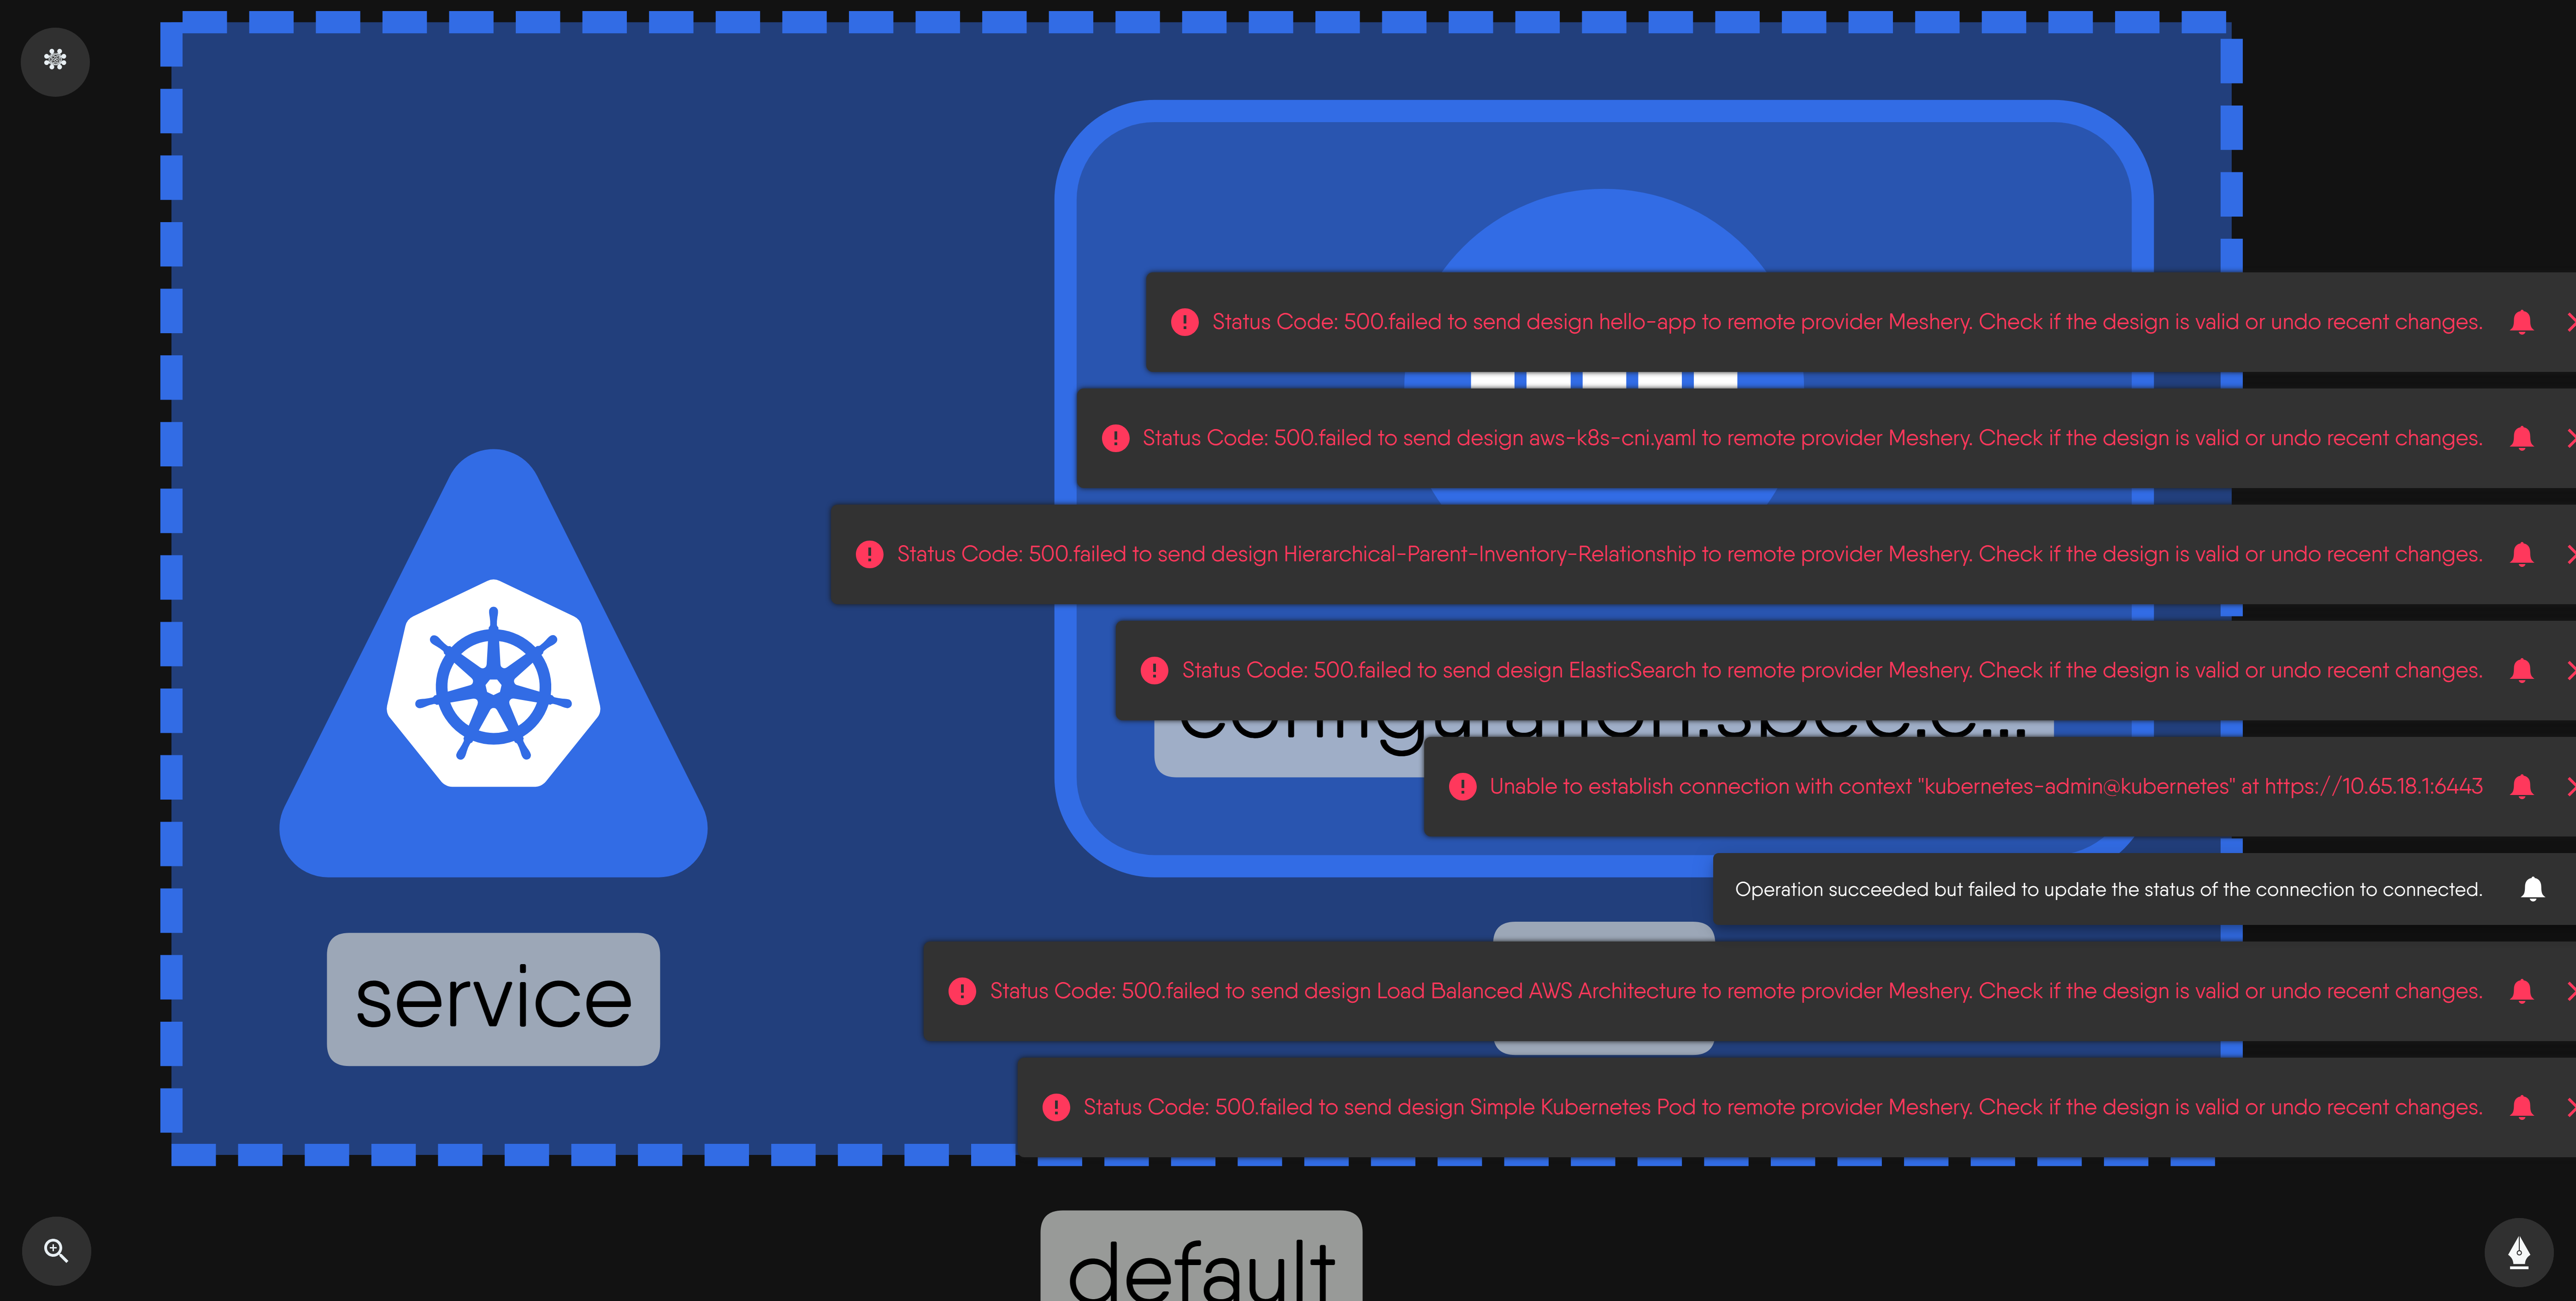 Status Code: 500.failed to send design hello-app to remote provider Meshery. Check if the design is valid or undo recent changes.
Status Code: 500.failed to send design aws-k8s-cni.yaml to remote provider Meshery. Check if the design is valid or undo recent changes.
Status Code: 500.failed to send design Hierarchical-Parent-Inventory-Relationship to remote provider Meshery. Check if the design is valid or undo recent changes.
Status Code: 500.failed to send design ElasticSearch to remote provider Meshery. Check if the design is valid or undo recent changes.
Unable to establish connection with context "kubernetes-admin@kubernetes" at https://10.65.18.1:6443
Operation succeeded but failed to update the status of the connection to connected.
service
Status Code: 500.failed to send design Load Balanced AWS Architecture to remote provider Meshery. Check if the design is valid or undo recent changes.
Status Code: 500.failed to send design Simple Kubernetes Pod to remote provider Meshery. Check if the design is valid or undo recent changes.
default